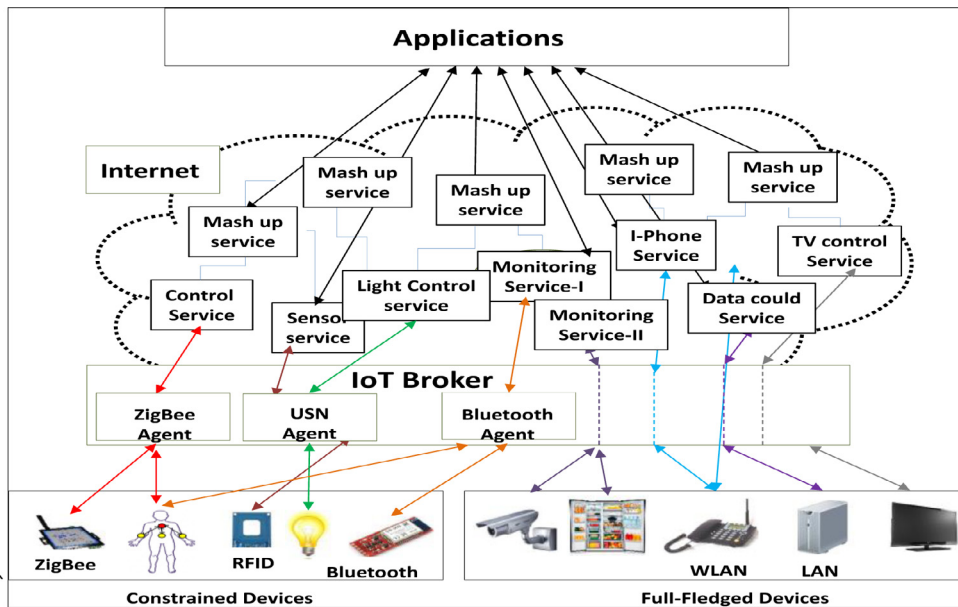 Applications
Internet
Mash up
service
Mash up
service
Mash up
service
Mash up
service
Mash up
service
I-Phone
Service
TV control
Service
Control
Service
Sensor
service
Light Control
service
Monitoring
Service-I
Monitoring
Service-II
Data could
Service
IoT Broker
ZigBee
Agent
USN
Agent
Bluetooth
Agent
ZigBee
RFID
Bluetooth
WLAN
LAN
Constrained Devices
Full-Fledged Devices